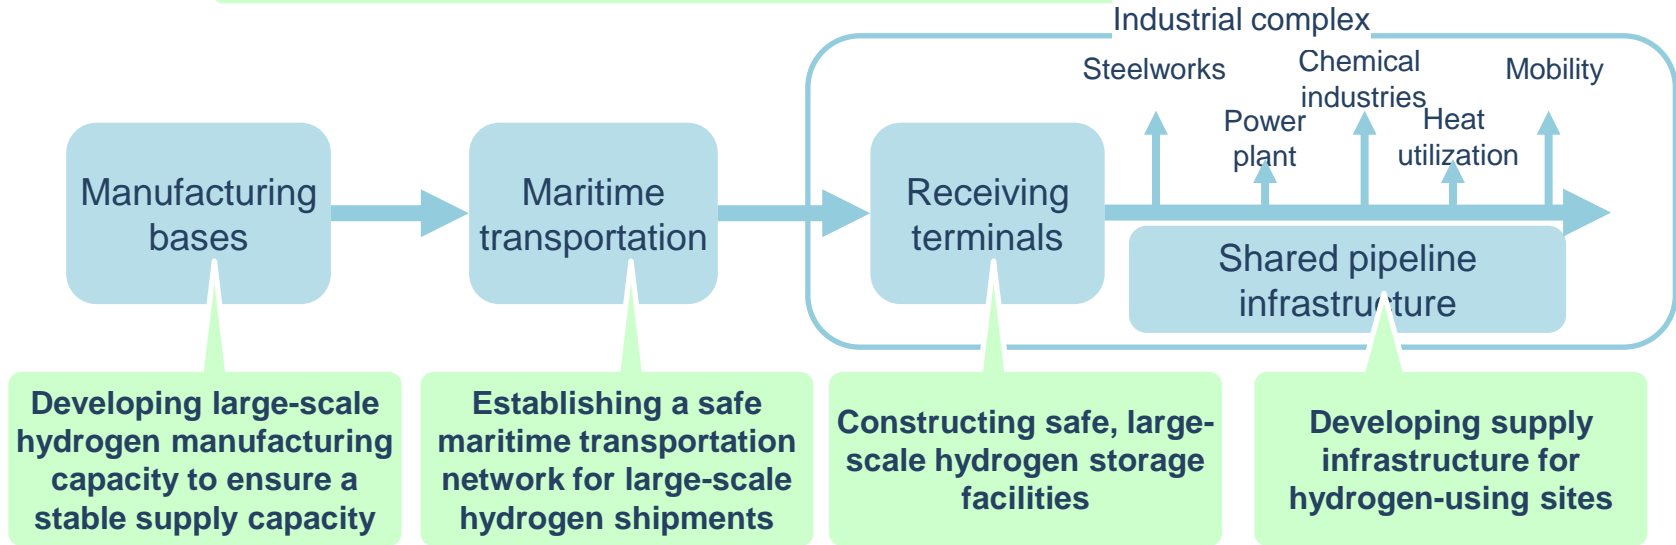 Industrial complex
Steelworks
Chemical
industries
Mobility
Power
plant
Heat
utilization
Manufacturing
bases
Maritime
transportation
Receiving
terminals
Shared pipeline
infrastructure
Developing large-scale
hydrogen manufacturing
capacity to ensure a
stable supply capacity
Establishing a safe
maritime transportation
network for large-scale
hydrogen shipments
Constructing safe, large-
scale hydrogen storage
facilities
Developing supply
infrastructure for
hydrogen-using sites